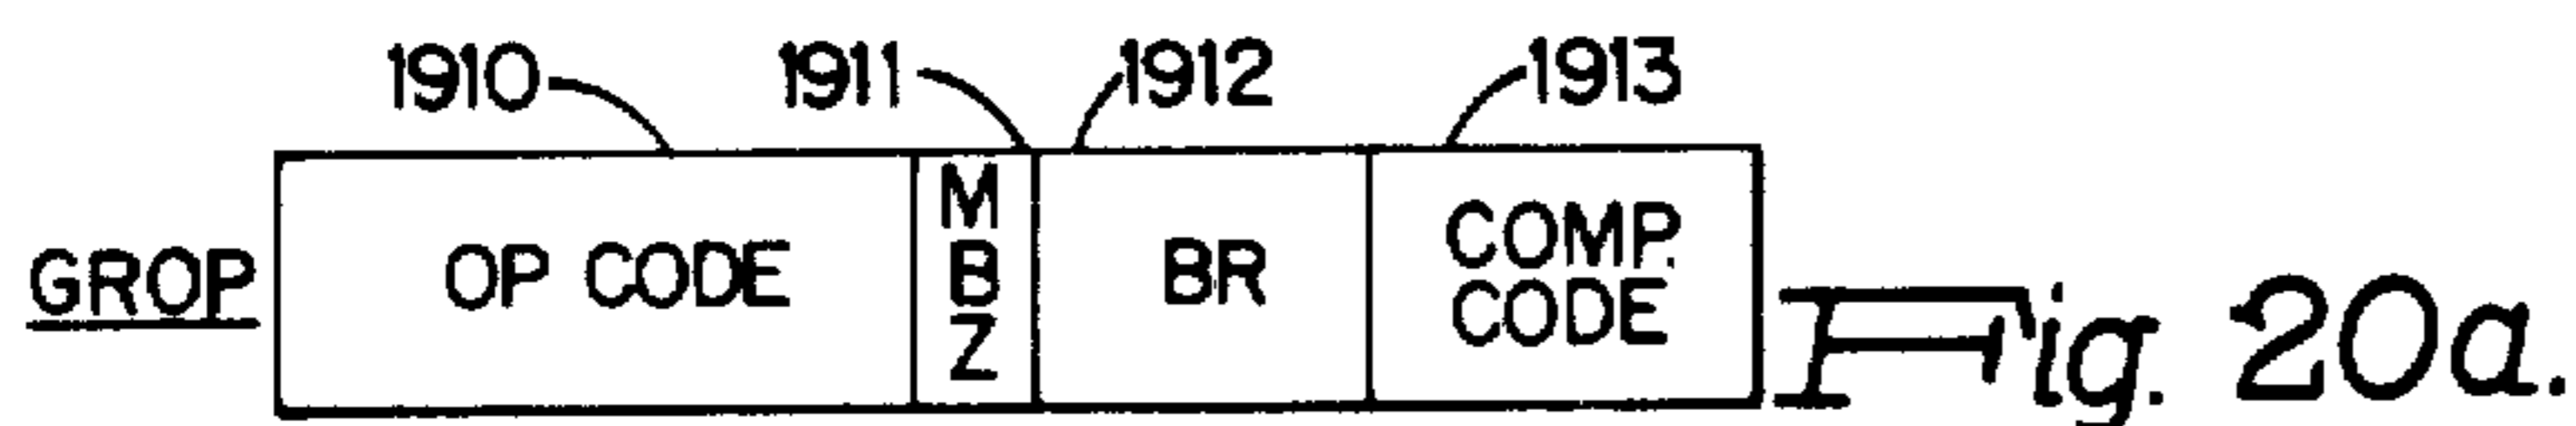 1910 1911 1912 1913
GROP
OP CODE
M
B
Z
BR
COMP.
CODE
Fig. 20a.